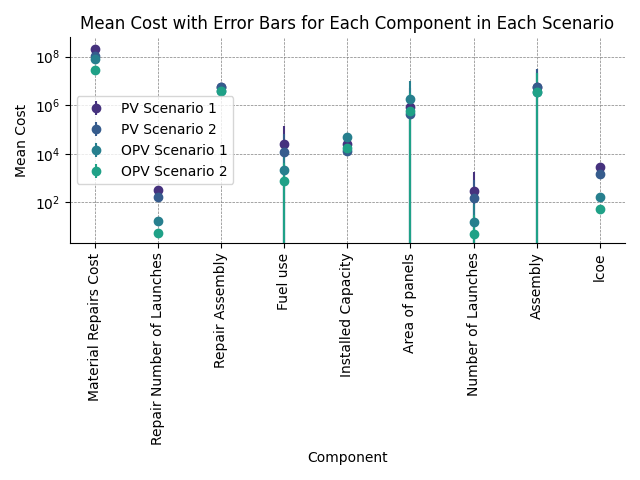 Mean Cost with Error Bars for Each Component in Each Scenario
Mean Cost
10^8
10^6
10^4
10^2
PV Scenario 1
PV Scenario 2
OPV Scenario 1
OPV Scenario 2
Material Repairs Cost
Repair Number of Launches
Repair Assembly
Fuel use
Installed Capacity
Area of panels
Number of Launches
Assembly
lcoe
Component